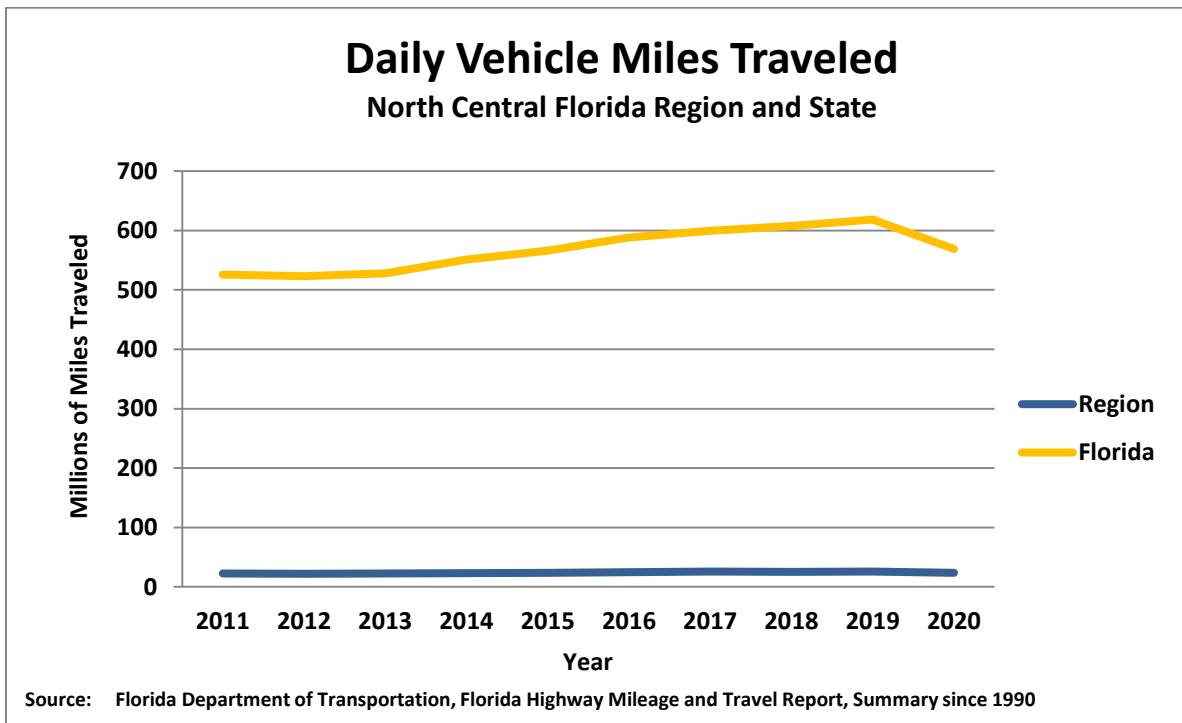 Daily Vehicle Miles Traveled
North Central Florida Region and State
Millions of Miles Traveled
700
600
500
400
300
200
100
0
2011 2012 2013 2014 2015 2016 2017 2018 2019 2020
Year
Region
Florida
Source: Florida Department of Transportation, Florida Highway Mileage and Travel Report, Summary since 1990